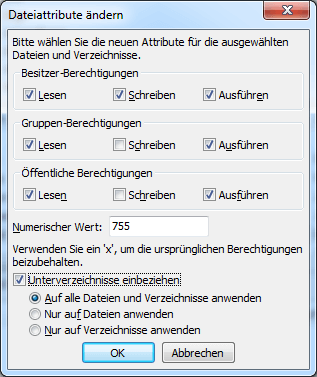 Dateiattribute ändern
Bitte wählen Sie die neuen Attribute für die ausgewählten
Dateien und Verzeichnisse.
Besitzer-Berechtigungen
Lesen Schreiben Ausführen
Gruppen-Berechtigungen
Lesen Schreiben Ausführen
Öffentliche Berechtigungen
Lesen Schreiben Ausführen
Numerischer Wert: 755
Verwenden Sie ein 'x', um die ursprünglichen Berechtigungen
beizubehalten.
Unterverzeichnisse einbeziehen
Auf alle Dateien und Verzeichnisse anwenden
Nur auf Dateien anwenden
Nur auf Verzeichnisse anwenden
OK Abbrechen